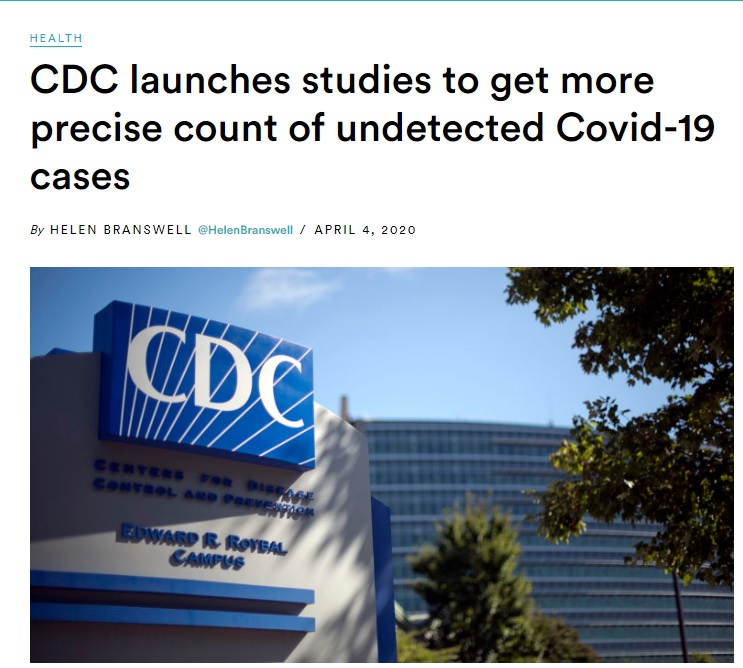 HEALTH
CDC launches studies to get more
precise count of undetected Covid-19
cases
By HELEN BRANSWELL @HelenBranswell / APRIL 4, 2020
CDC
CENTERS FOR DISEASE
CONTROL AND PREVENTION
EDWARD R. ROYBAL
CAMPUS